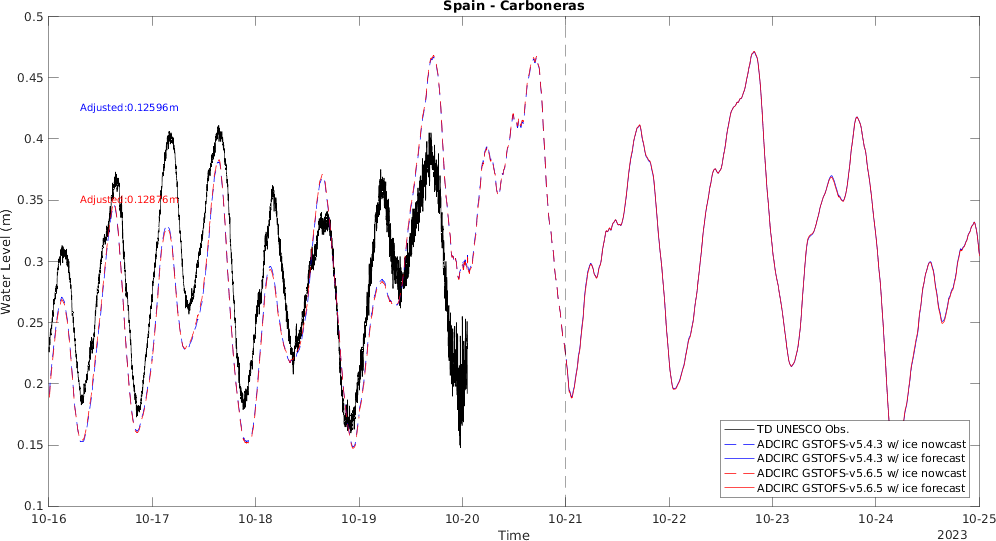 Spain - Carboneras
0.5
0.45
0.4
0.35
0.3
0.25
0.2
0.15
0.1
Water Level (m)
Adjusted:0.12596m
Adjusted:0.12876m
TD UNESCO Obs.
ADCIRC GSTOFS-v5.4.3 w/ ice nowcast
ADCIRC GSTOFS-v5.4.3 w/ ice forecast
ADCIRC GSTOFS-v5.6.5 w/ ice nowcast
ADCIRC GSTOFS-v5.6.5 w/ ice forecast
10-16 10-17 10-18 10-19 10-20 10-21 10-22 10-23 10-24 10-25
Time
2023